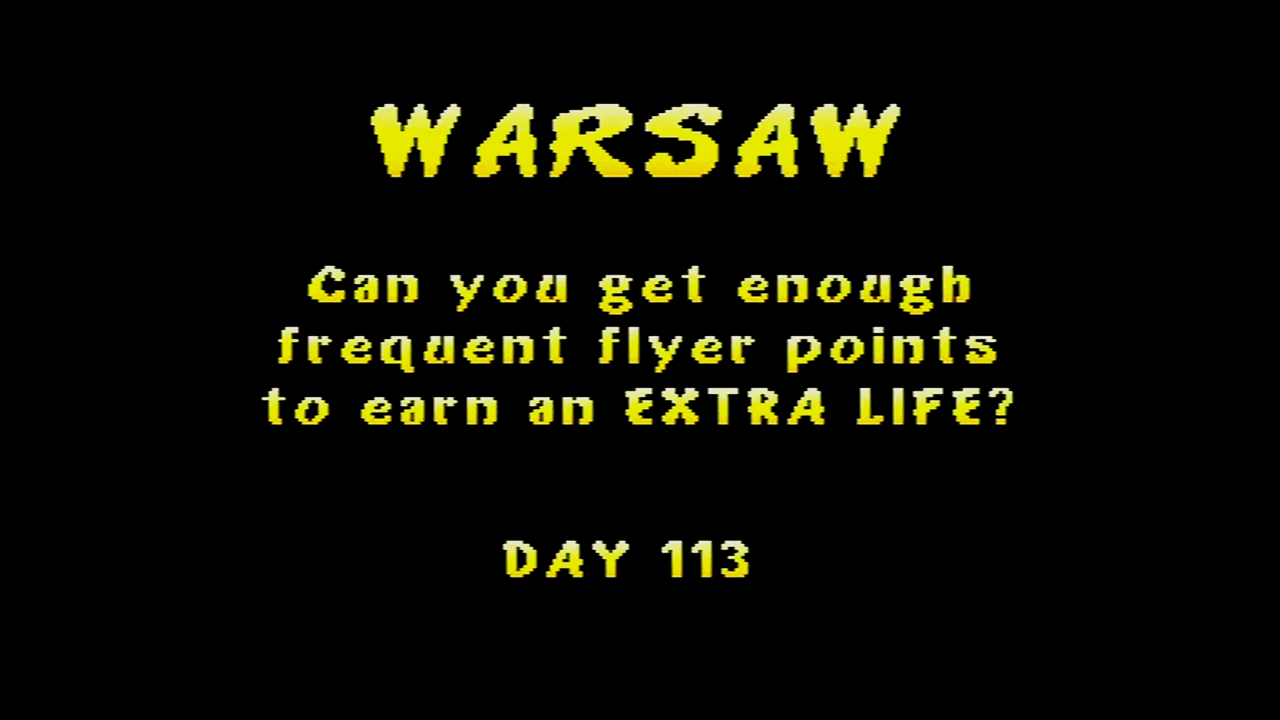 WARSAW
Can you get enough
frequent flyer points
to earn an EXTRA LIFE?
DAY 113